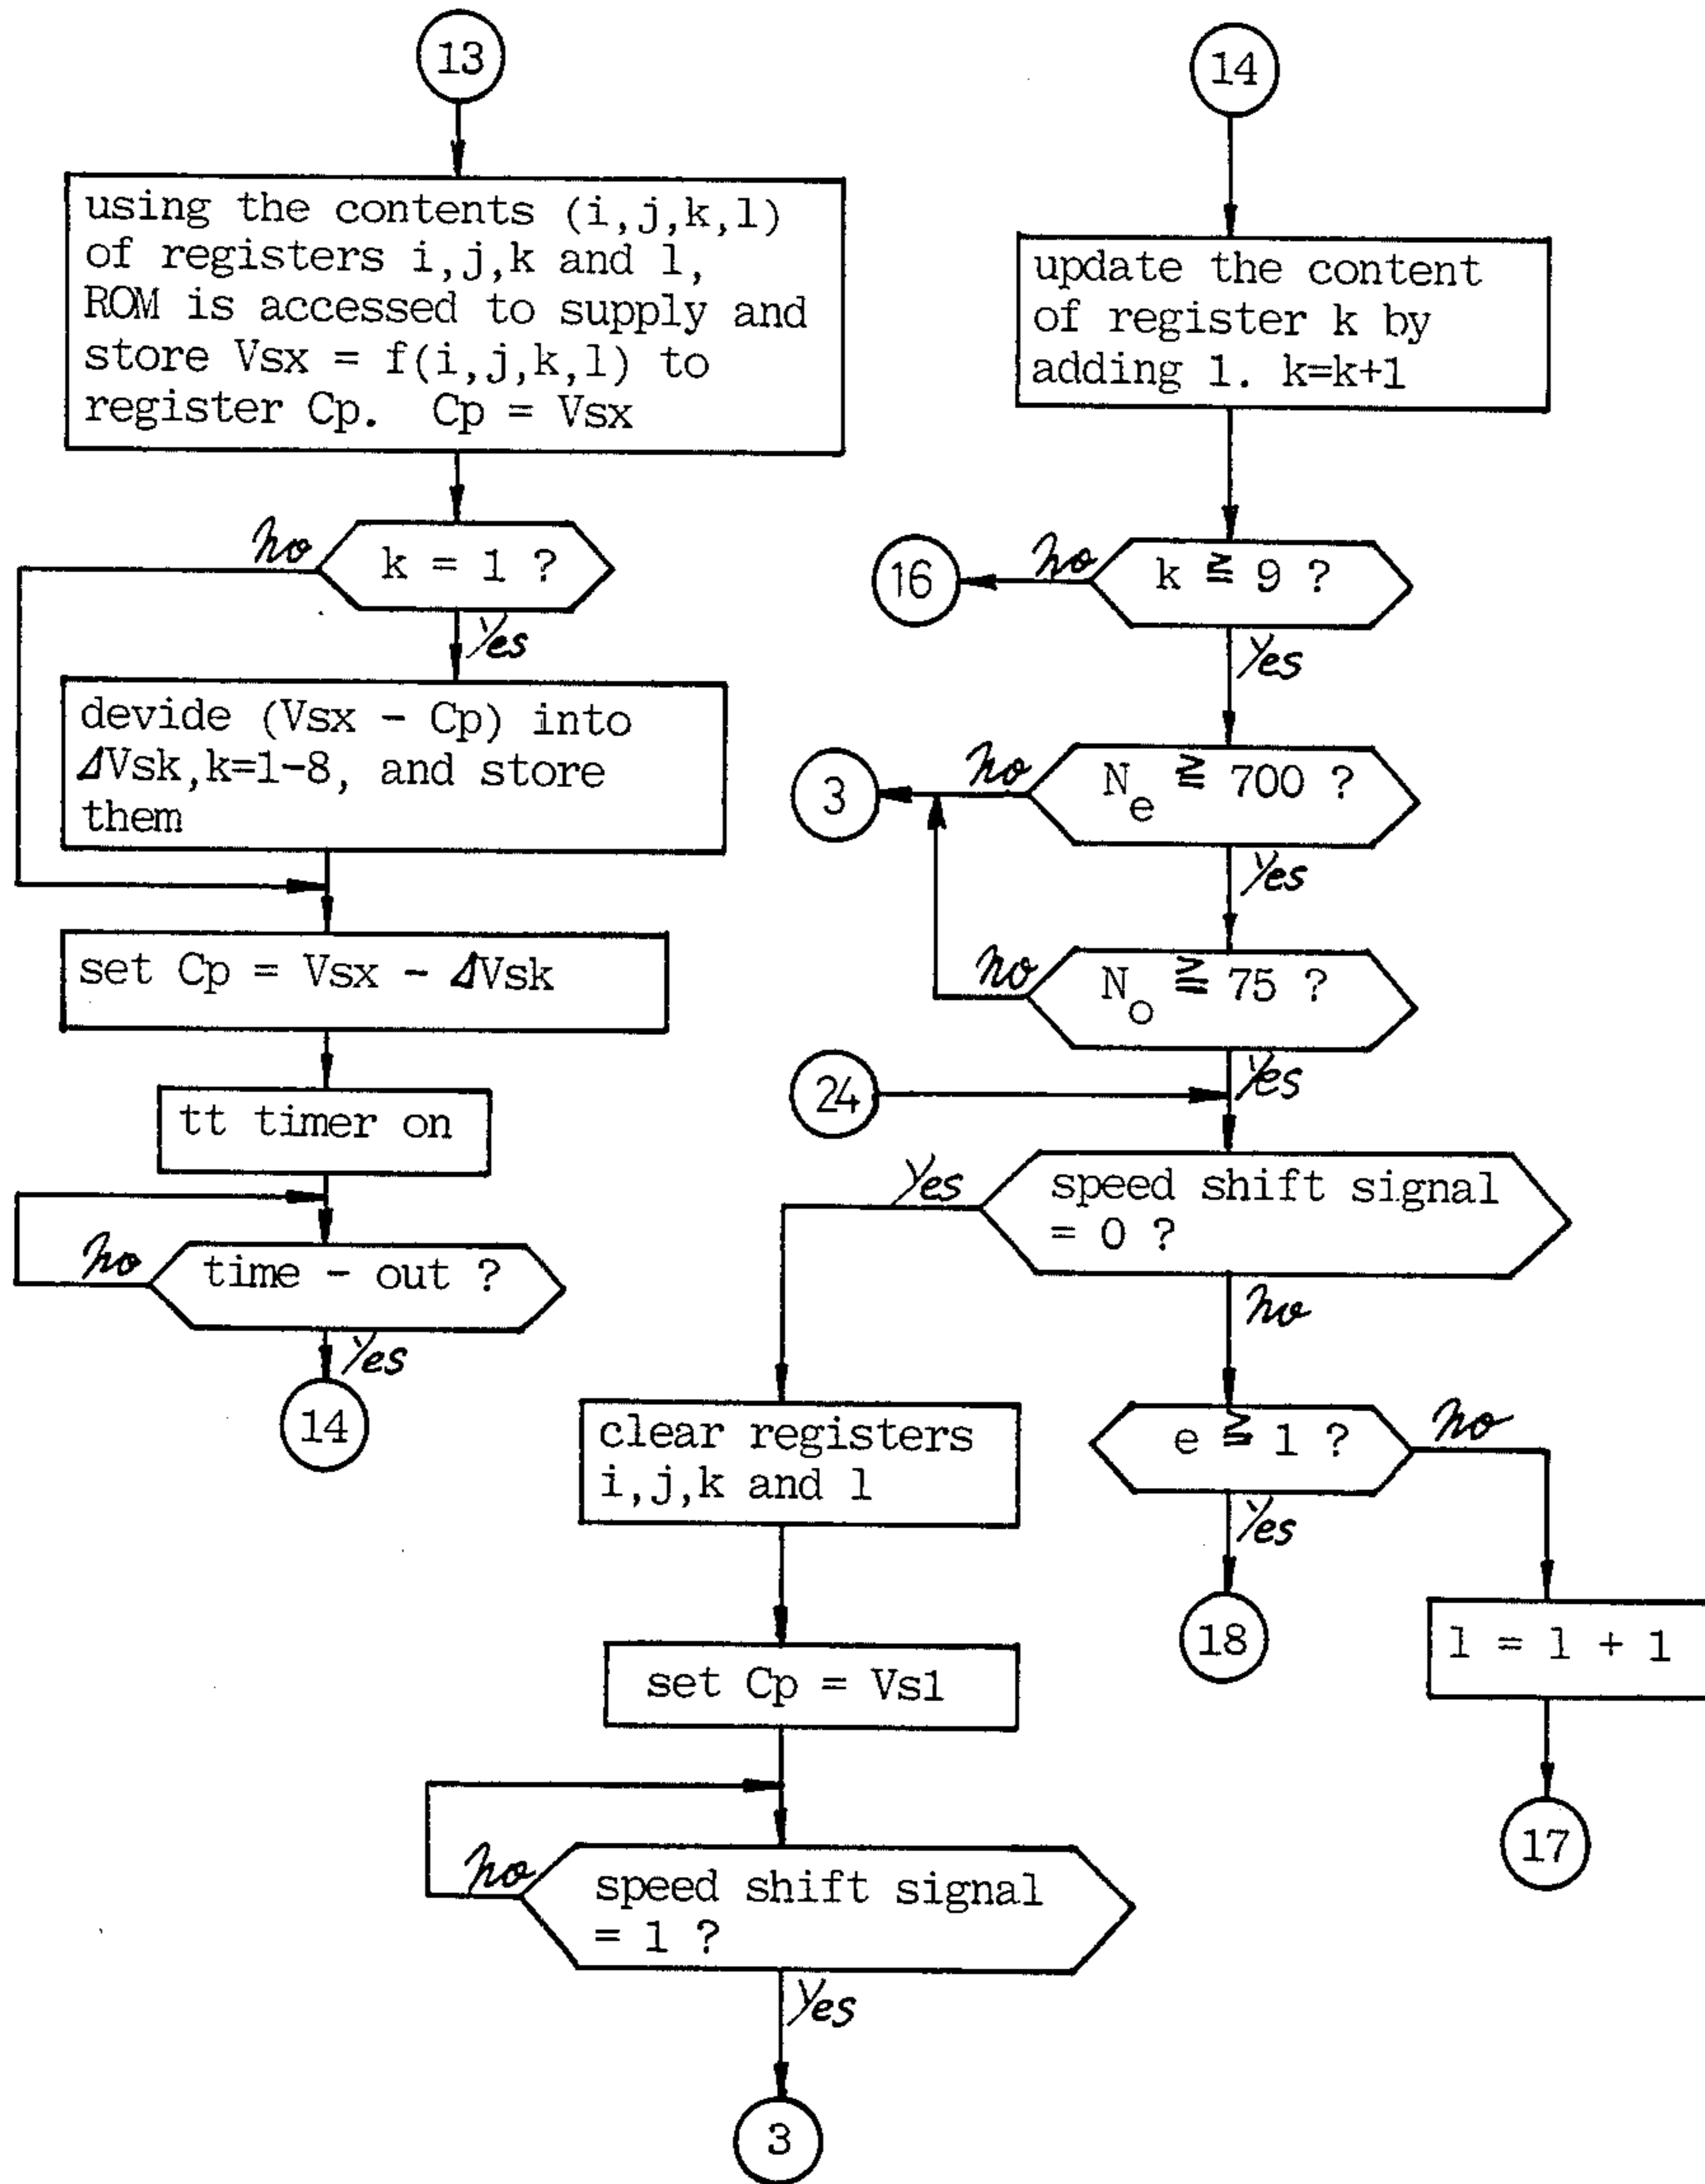 13
using the contents (i,j,k,l)
of registers i,j,k and l,
ROM is accessed to supply and
store Vsx = f(i,j,k,l) to
register Cp. Cp = Vsx
k = 1 ?
no
Yes
devide (Vsx - Cp) into
ΔVsk,k=1-8, and store
them
set Cp = Vsx - ΔVsk
tt timer on
time - out ?
no
Yes
14
14
update the content
of register k by
adding 1. k=k+1
k ≧ 9 ?
no
16
Yes
Ne ≧ 700 ?
no
3
Yes
No ≧ 75 ?
no
Yes
24
speed shift signal
= 0 ?
Yes
no
clear registers
i,j,k and l
set Cp = Vs1
speed shift signal
= 1 ?
no
Yes
3
e ≧ 1 ?
no
Yes
18
l = l + 1
17